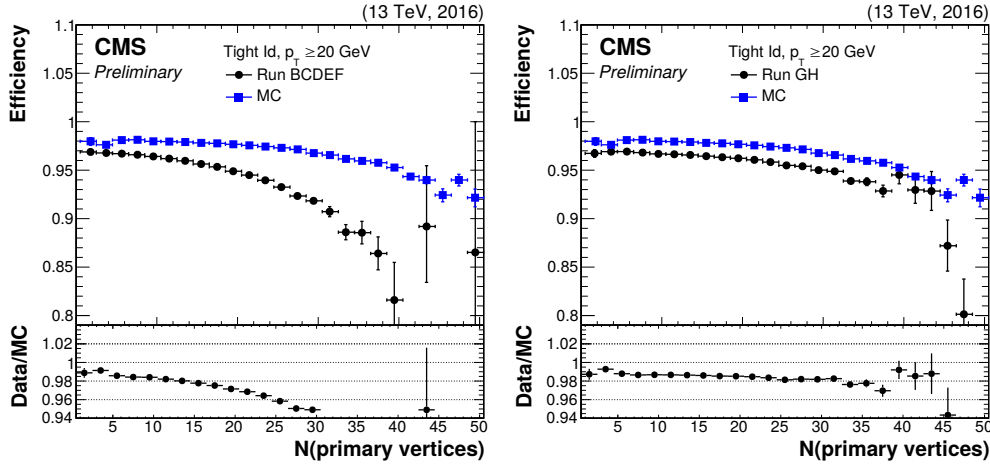 (13 TeV, 2016)
CMS
Preliminary
Tight Id, p_T ≥20 GeV
Run BCDEF
MC
Efficiency
1.1
1.05
1
0.95
0.9
0.85
0.8
Data/MC
1.02
1
0.98
0.96
0.94
5 10 15 20 25 30 35 40 45 50
N(primary vertices)
(13 TeV, 2016)
CMS
Preliminary
Tight Id, p_T ≥20 GeV
Run GH
MC
Efficiency
1.1
1.05
1
0.95
0.9
0.85
0.8
Data/MC
1.02
1
0.98
0.96
0.94
5 10 15 20 25 30 35 40 45 50
N(primary vertices)